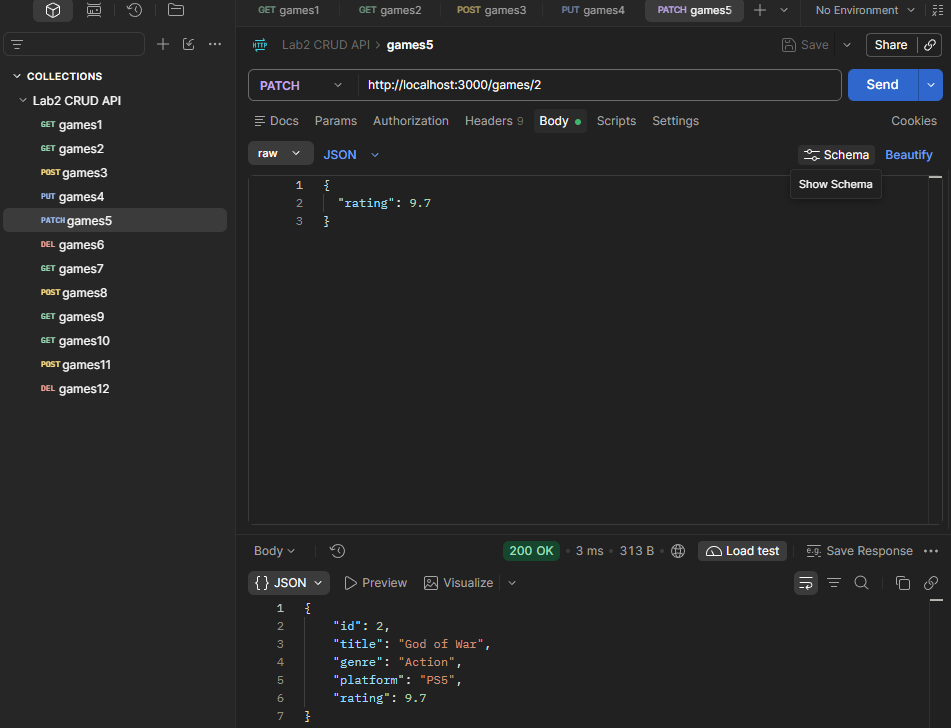 GET games1
GET games2
POST games3
PUT games4
PATCH games5
No Environment
HTTP Lab2 CRUD API > games5
Save
Share
COLLECTIONS
Lab2 CRUD API
GET games1
GET games2
POST games3
PUT games4
PATCH games5
DEL games6
GET games7
POST games8
GET games9
GET games10
POST games11
DEL games12
PATCH
http://localhost:3000/games/2
Send
Docs Params Authorization Headers 9 Body Scripts Settings Cookies
raw JSON Schema Beautify
Show Schema
1 {
2 "rating": 9.7
3 }
Body 200 OK • 3 ms • 313 B • Load test e.g. Save Response
{} JSON Preview Visualize
1 {
2 "id": 2,
3 "title": "God of War",
4 "genre": "Action",
5 "platform": "PS5",
6 "rating": 9.7
7 }